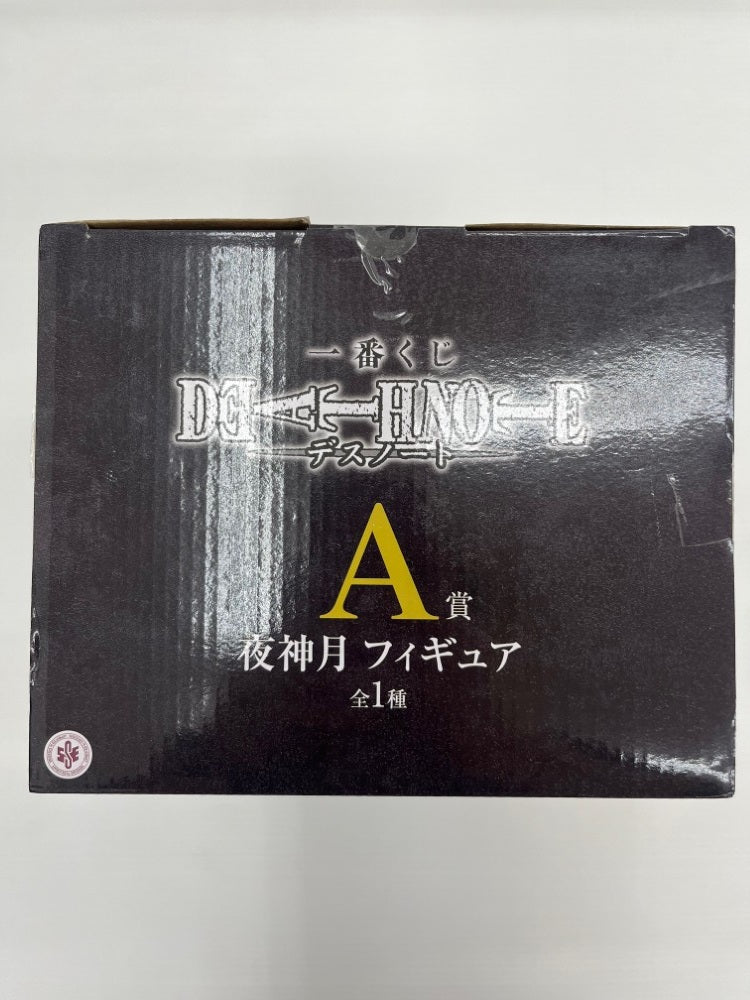 一番くじ
DEATH NOTE
デスノート
A賞
夜神月 フィギュア
全1種